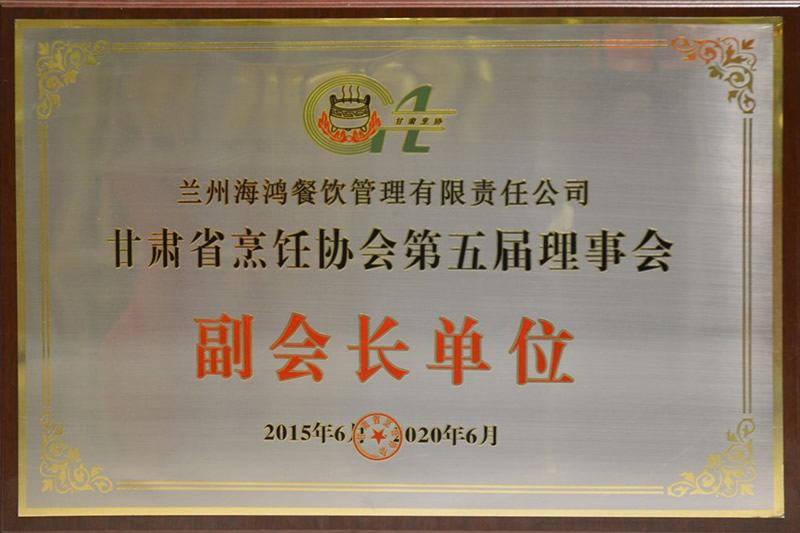 甘肃烹协
兰州海鸿餐饮管理有限责任公司
甘肃省烹饪协会第五届理事会
副会长单位
2015年6月 2020年6月